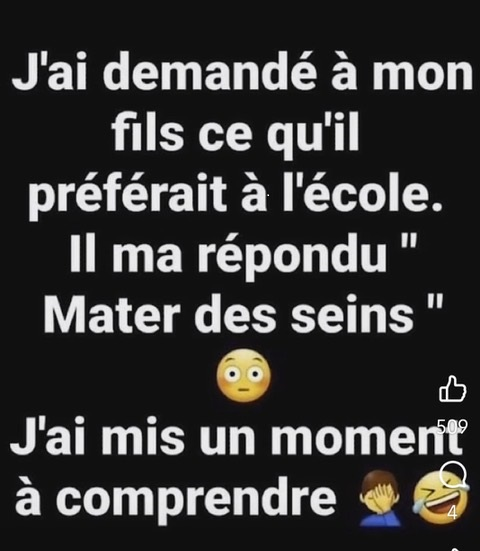 J'ai demandé à mon
fils ce qu'il
préférait à l'école.
Il ma répondu "
Mater des seins "
😳
J'ai mis un moment
à comprendre 🤦‍♂️🤣
509
4